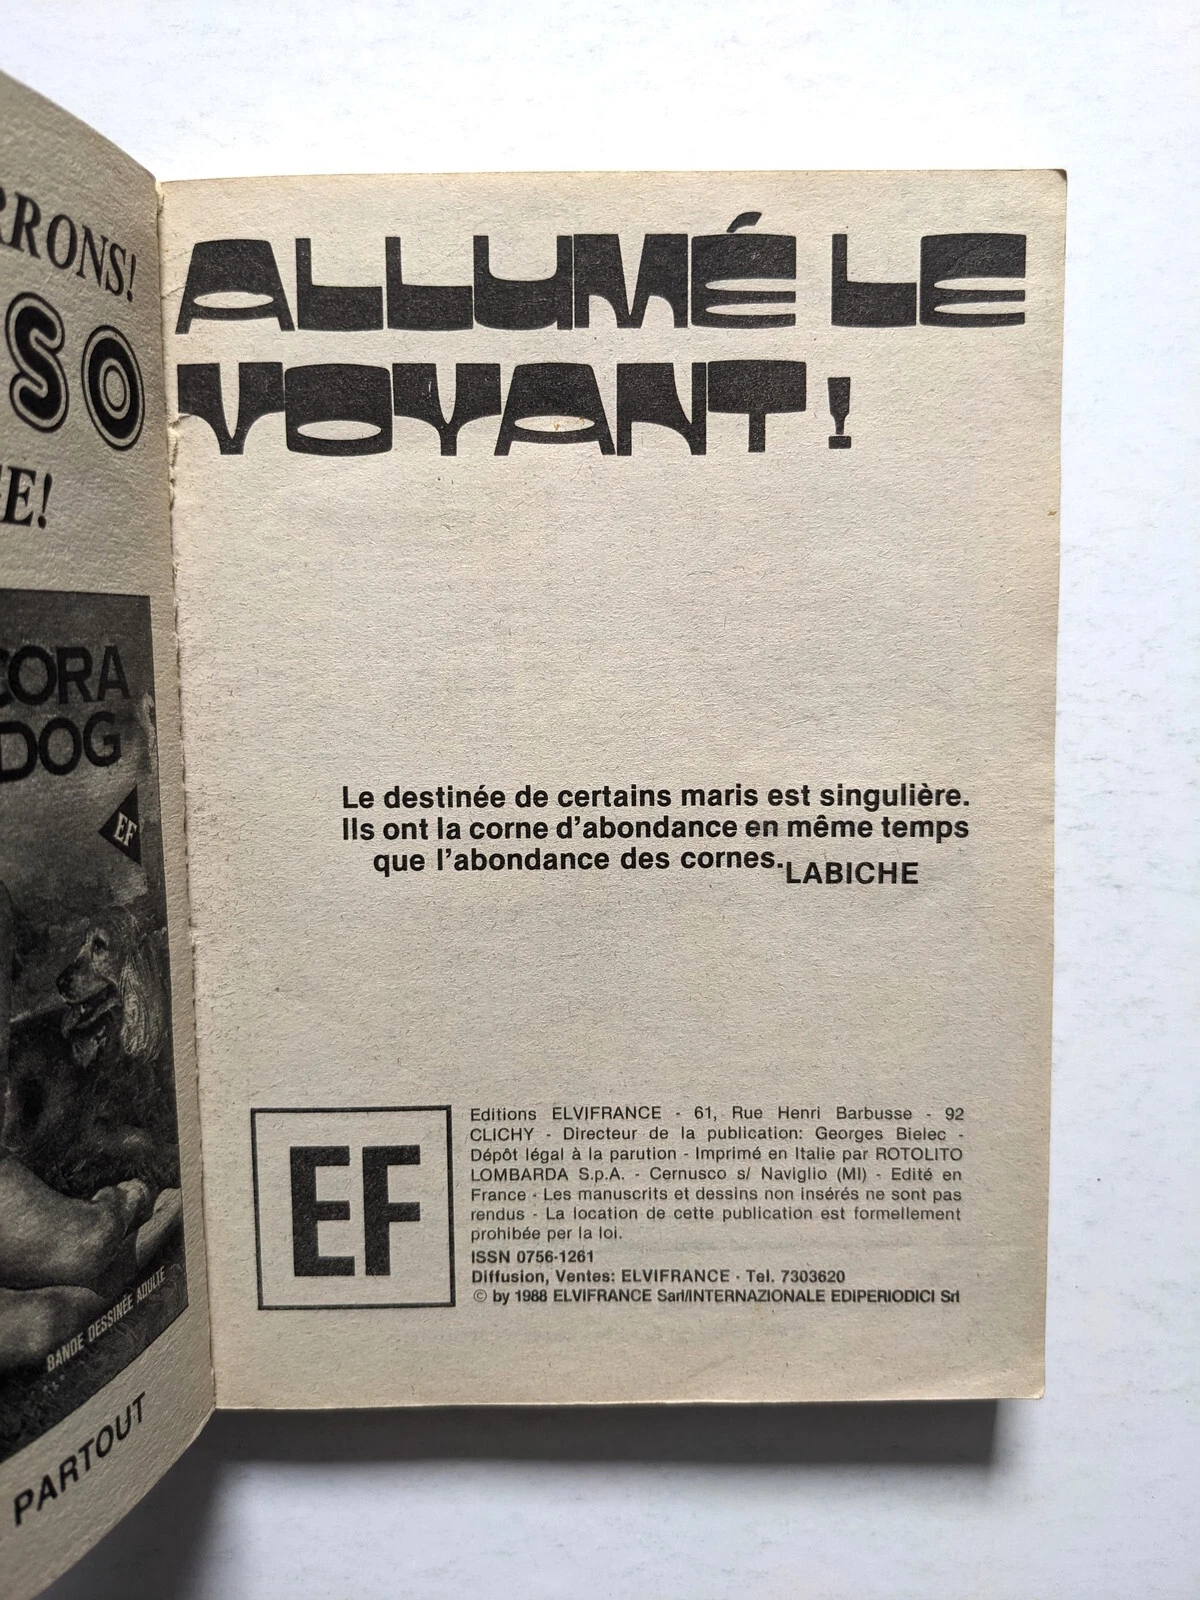 RRONS!
SO
E!
CORA
DOG
EF
BANDE DESSINÉE ADULTE
PARTOUT
ALLUMÉ LE
VOYANT !
Le destinée de certains maris est singulière.
Ils ont la corne d'abondance en même temps
que l'abondance des cornes.
LABICHE
EF
Editions ELVIFRANCE - 61, Rue Henri Barbusse - 92
CLICHY - Directeur de la publication: Georges Bielec -
Dépôt légal à la parution - Imprimé en Italie par ROTOLITO
LOMBARDA S.p.A. - Cernusco s/ Naviglio (MI) - Edité en
France - Les manuscrits et dessins non insérés ne sont pas
rendus - La location de cette publication est formellement
prohibée per la loi.
ISSN 0756-1261
Diffusion, Ventes: ELVIFRANCE - Tel. 7303620
© by 1988 ELVIFRANCE Sarl/INTERNAZIONALE EDIPERIODICI Srl